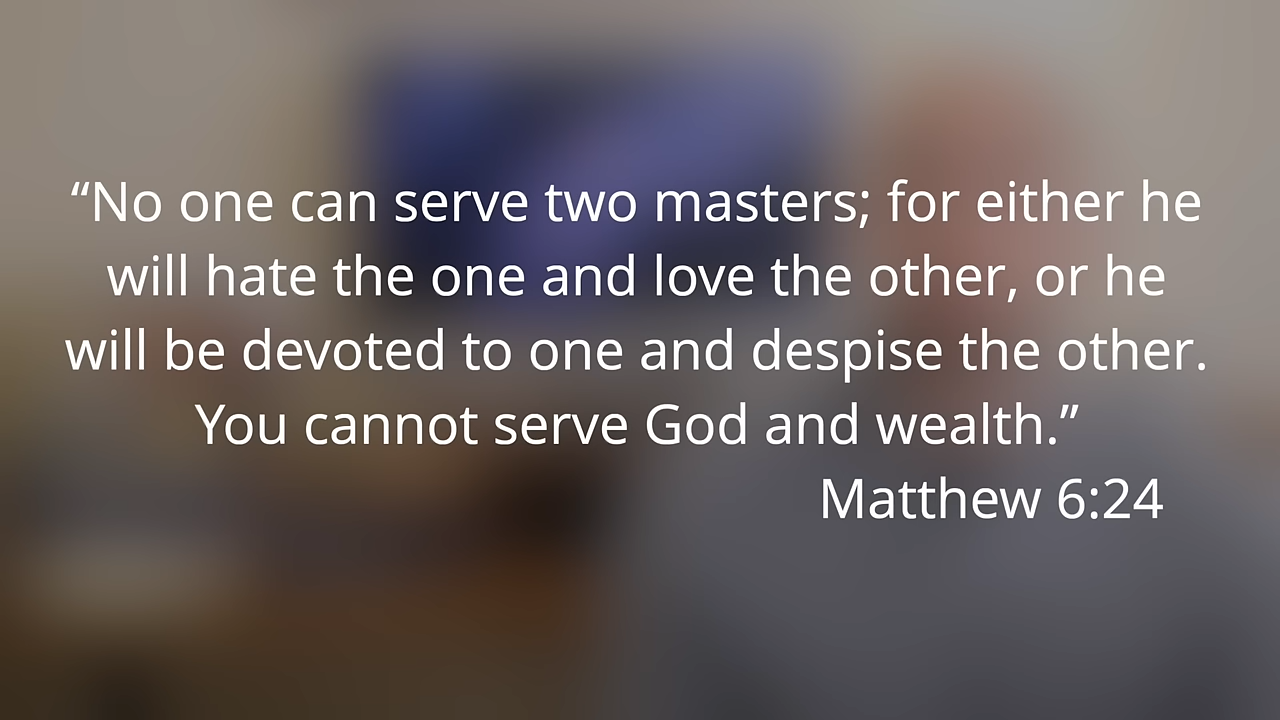 “No one can serve two masters; for either he
will hate the one and love the other, or he
will be devoted to one and despise the other.
You cannot serve God and wealth.”
Matthew 6:24